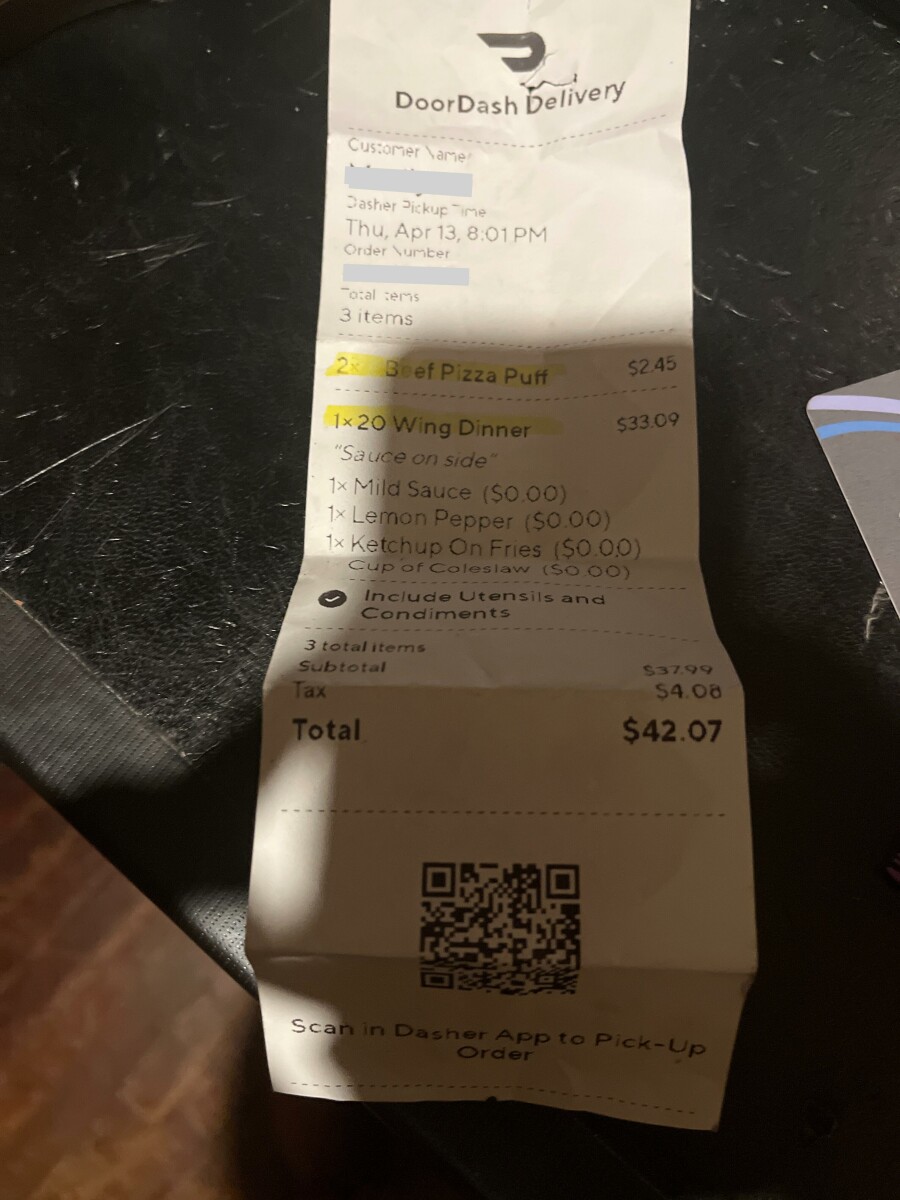 DoorDash Delivery
Customer Name
Dasher Pickup Time
Thu, Apr 13, 8:01 PM
Order Number
Total Items
3 items
2x Beef Pizza Puff $2.45
1x 20 Wing Dinner $33.09
"Sauce on side"
1x Mild Sauce ($0.00)
1x Lemon Pepper ($0.00)
1x Ketchup On Fries ($0.00)
Cup of Coleslaw ($0.00)
Include Utensils and
Condiments
3 total items
Subtotal $37.99
Tax $4.08
Total $42.07
Scan in Dasher App to Pick-Up
Order